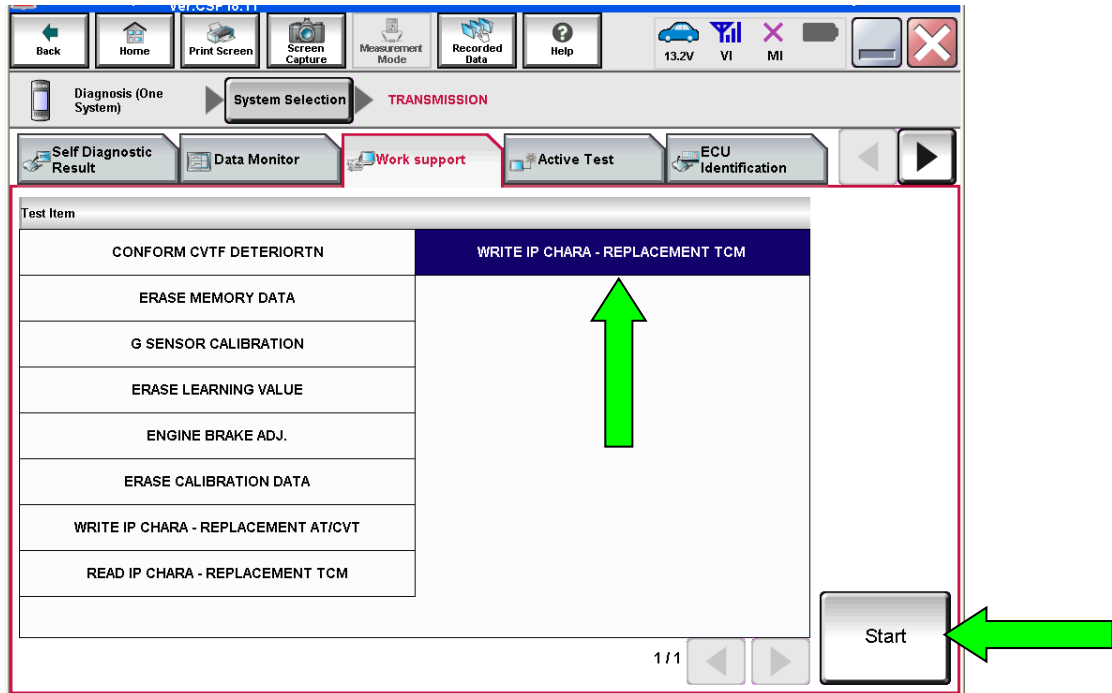 Ver.CSP16.11
Back
Home
Print Screen
Screen
Capture
Measurement
Mode
Recorded
Data
Help
13.2V
VI
MI
Diagnosis (One
System)
System Selection
TRANSMISSION
Self Diagnostic
Result
Data Monitor
Work support
Active Test
ECU
Identification
Test Item
CONFORM CVTF DETERIORTN
WRITE IP CHARA - REPLACEMENT TCM
ERASE MEMORY DATA
G SENSOR CALIBRATION
ERASE LEARNING VALUE
ENGINE BRAKE ADJ.
ERASE CALIBRATION DATA
WRITE IP CHARA - REPLACEMENT AT/CVT
READ IP CHARA - REPLACEMENT TCM
Start
1/1